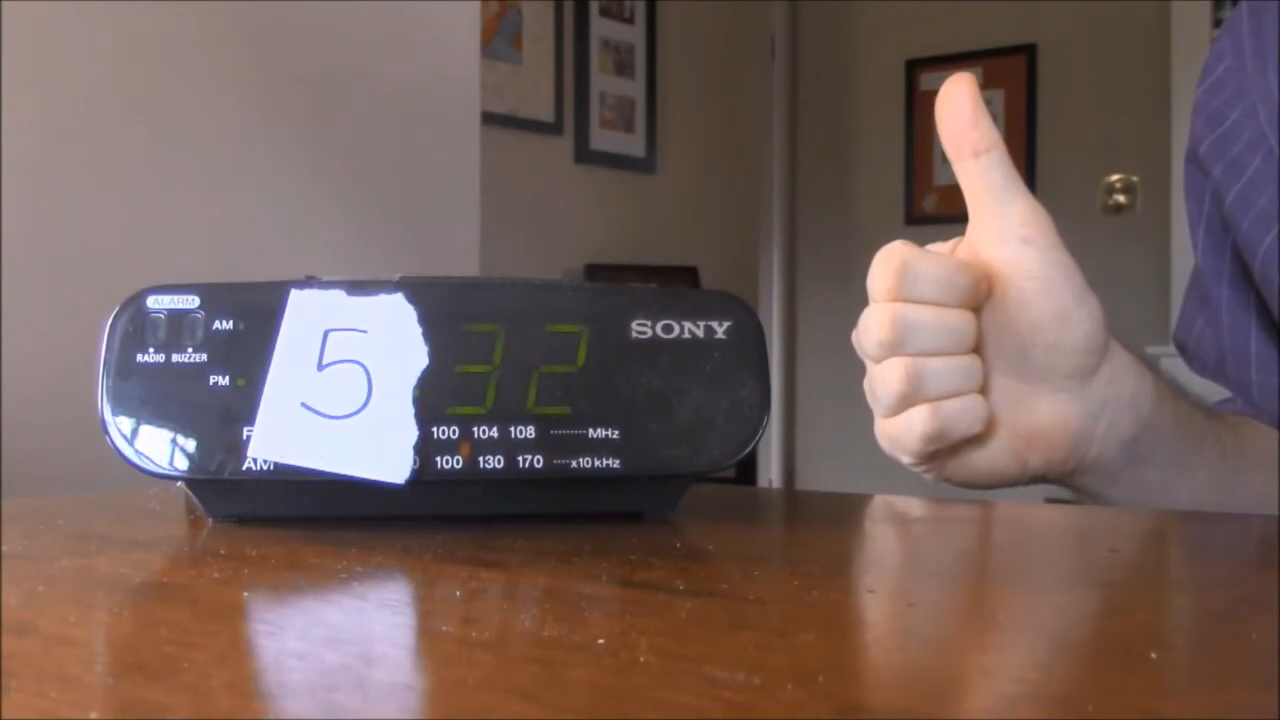 ALARM
AM
RADIO BUZZER
PM
5
32
SONY
F 100 104 108 MHz
AM 100 130 170 x10 kHz